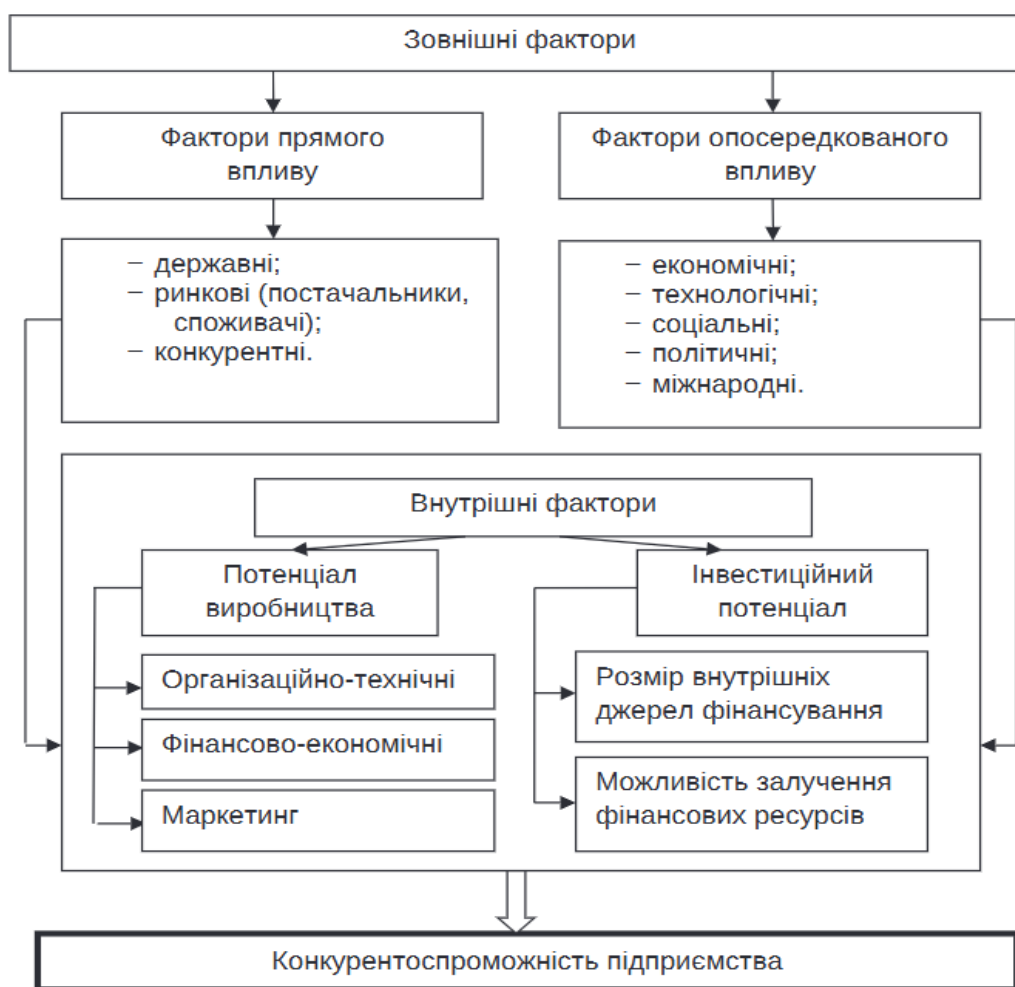 Зовнішні фактори
Фактори прямого
впливу
Фактори опосередкованого
впливу
– державні;
– ринкові (постачальники,
споживачі);
– конкурентні.
– економічні;
– технологічні;
– соціальні;
– політичні;
– міжнародні.
Внутрішні фактори
Потенціал
виробництва
Інвестиційний
потенціал
Організаційно-технічні
Фінансово-економічні
Маркетинг
Розмір внутрішніх
джерел фінансування
Можливість залучення
фінансових ресурсів
Конкурентоспроможність підприємства